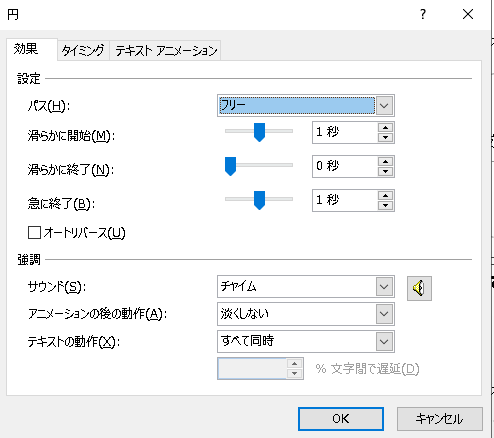 円
効果 タイミング テキスト アニメーション
設定
パス(H): フリー
滑らかに開始(M): 1 秒
滑らかに終了(N): 0 秒
急に終了(B): 1 秒
オートリバース(U)
強調
サウンド(S): チャイム
アニメーションの後の動作(A): 淡くしない
テキストの動作(X): すべて同時
% 文字間で遅延(D)
OK キャンセル